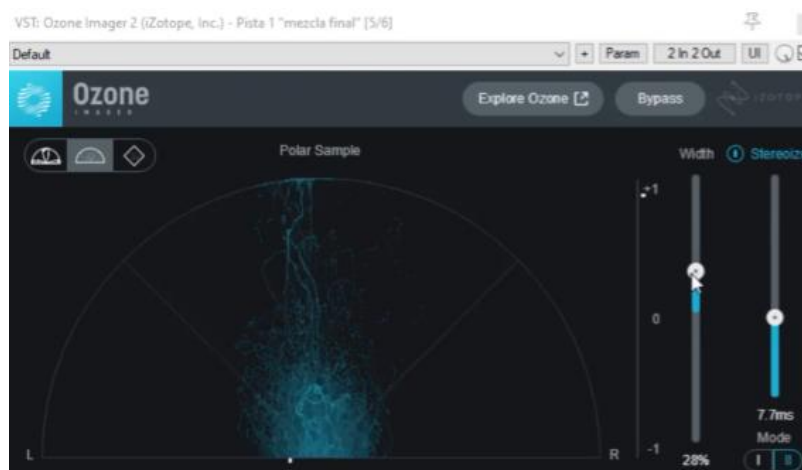 VST: Ozone Imager 2 (iZotope, Inc.) - Pista 1 "mezcla final" [5/6]
Default + Param 2 In 2 Out UI
Ozone Explore Ozone Bypass
IMAGER
Polar Sample Width Stereoiz
+1
0
7.7ms
Mode
L R -1 28% I II